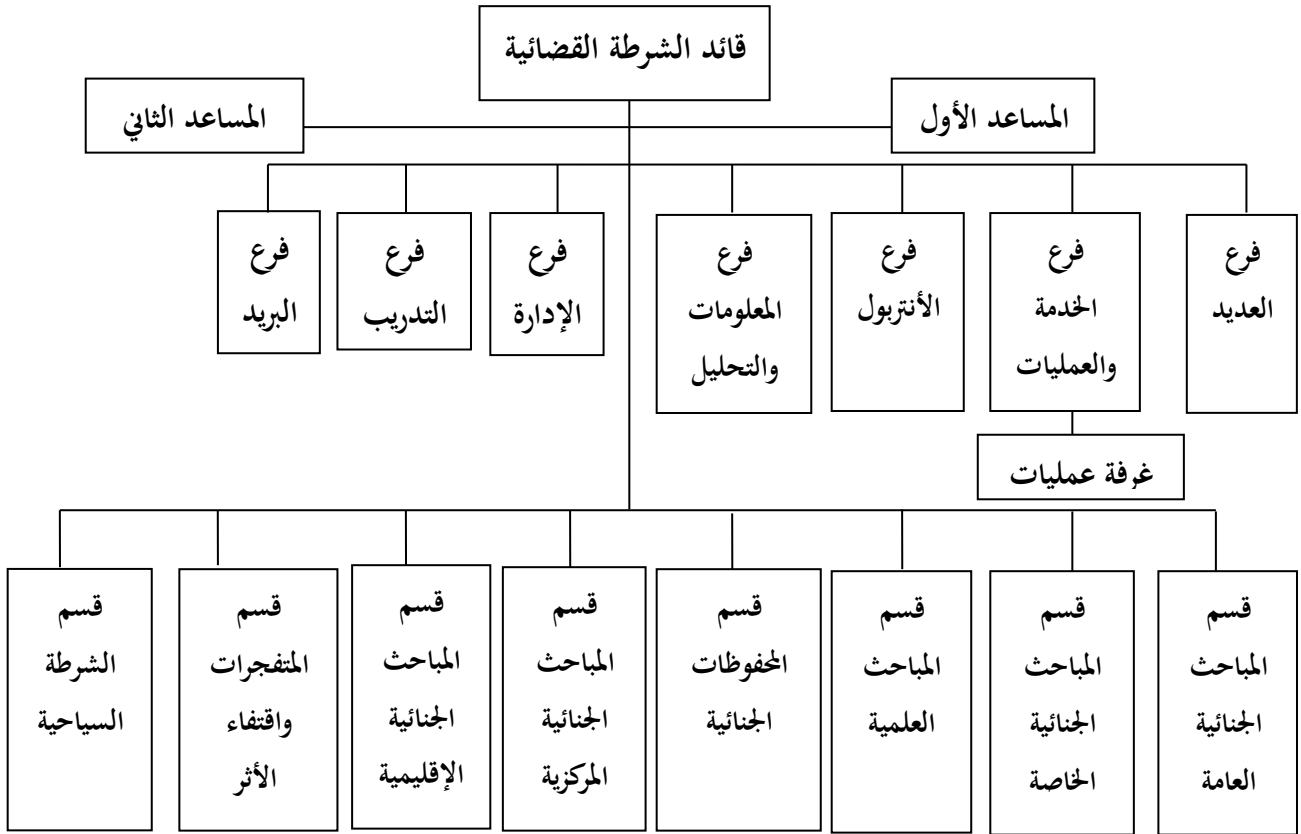 قائد الشرطة القضائية
المساعد الأول
المساعد الثاني
فرع
العديد
فرع
الخدمة
والعمليات
فرع
الأنتربول
فرع
المعلومات
والتحليل
فرع
الإدارة
فرع
التدريب
فرع
البريد
غرفة عمليات
قسم
المباحث
الجنائية
العامة
قسم
المباحث
الجنائية
الخاصة
قسم
المباحث
العلمية
قسم
المحفوظات
الجنائية
قسم
المباحث
الجنائية
المركزية
قسم
المباحث
الجنائية
الإقليمية
قسم
المتفجرات
واقتفاء
الأثر
قسم
الشرطة
السياحية